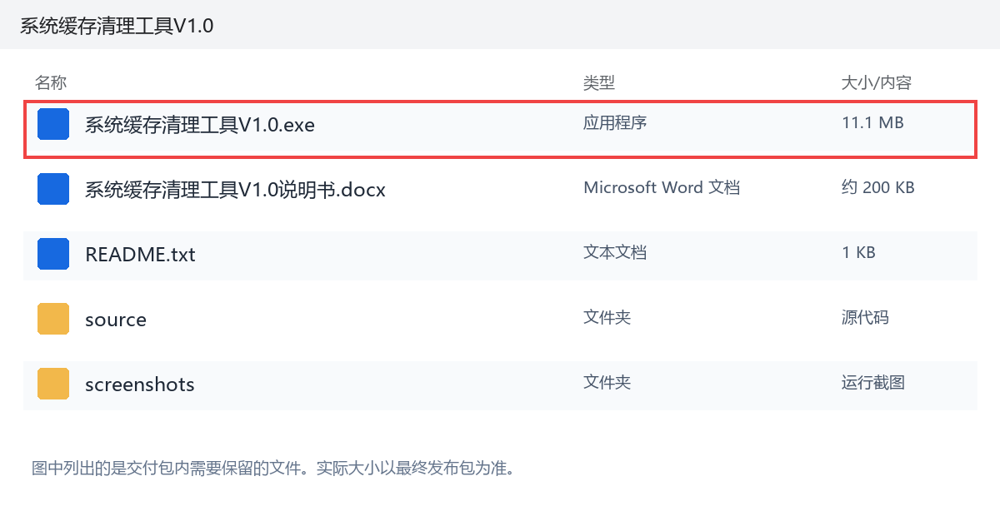 系统缓存清理工具V1.0
名称 类型 大小/内容
系统缓存清理工具V1.0.exe 应用程序 11.1 MB
系统缓存清理工具V1.0说明书.docx Microsoft Word 文档 约 200 KB
README.txt 文本文档 1 KB
source 文件夹 源代码
screenshots 文件夹 运行截图
图中列出的是交付包内需要保留的文件。实际大小以最终发布包为准。